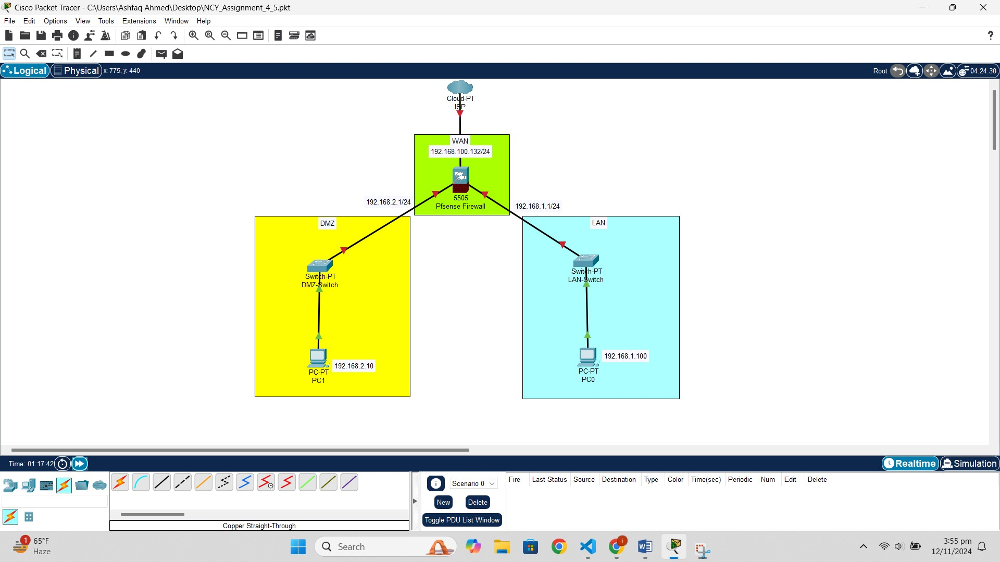 Cisco Packet Tracer - C:\Users\Ashfaq Ahmed\Desktop\NCY_Assignment_4_5.pkt
File Edit Options View Tools Extensions Window Help
?
Logical Physical x: 775, y: 440
Root 04:24:30
Cloud-PT
ISP
WAN
192.168.100.132/24
5505
Pfsense Firewall
192.168.2.1/24
192.168.1.1/24
DMZ
LAN
Switch-PT
DMZ-Switch
Switch-PT
LAN-Switch
192.168.2.10
PC-PT
PC1
192.168.1.100
PC-PT
PC0
Time: 01:17:42
Realtime Simulation
Scenario 0
New Delete
Toggle PDU List Window
Fire Last Status Source Destination Type Color Time(sec) Periodic Num Edit Delete
Copper Straight-Through
1
65°F
Haze
Search
3:55 pm
12/11/2024